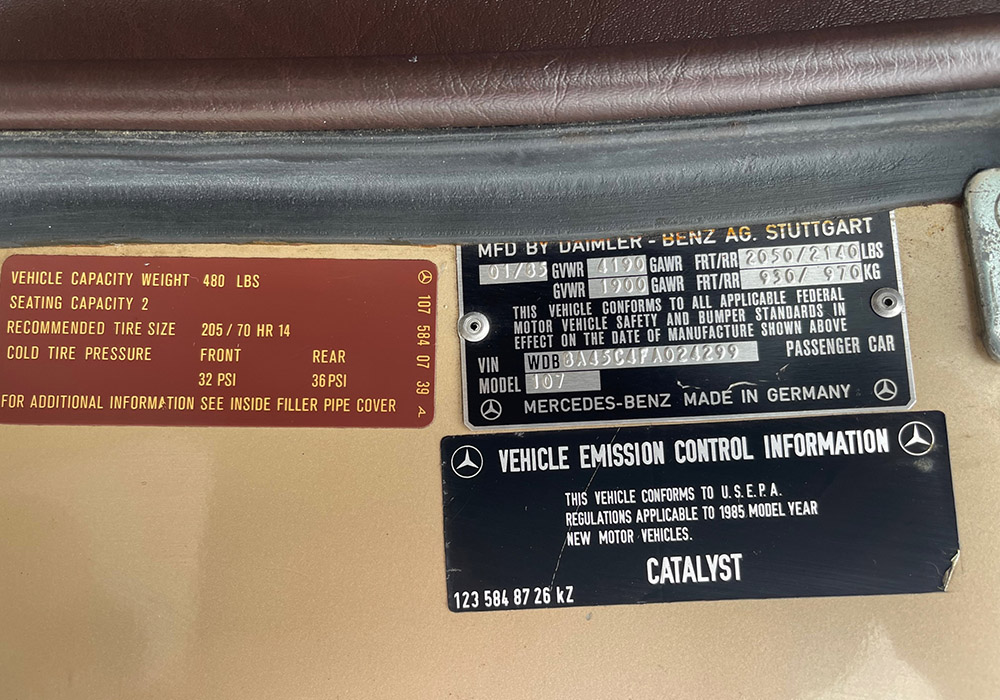 VEHICLE CAPACITY WEIGHT 480 LBS
SEATING CAPACITY 2
RECOMMENDED TIRE SIZE 205 / 70 HR 14
COLD TIRE PRESSURE FRONT REAR
32 PSI 36 PSI
FOR ADDITIONAL INFORMATION SEE INSIDE FILLER PIPE COVER
107 584 07 39 A
MFD BY DAIMLER - BENZ AG. STUTTGART
01/85 GVWR 4190 GAWR FRT/RR 2050/2140 LBS
GVWR 1900 GAWR FRT/RR 930/ 970 KG
THIS VEHICLE CONFORMS TO ALL APPLICABLE FEDERAL
MOTOR VEHICLE SAFETY AND BUMPER STANDARDS IN
EFFECT ON THE DATE OF MANUFACTURE SHOWN ABOVE
VIN WDBBA45C4FA024299 PASSENGER CAR
MODEL 107
MERCEDES-BENZ MADE IN GERMANY
VEHICLE EMISSION CONTROL INFORMATION
THIS VEHICLE CONFORMS TO U.S.E.P.A.
REGULATIONS APPLICABLE TO 1985 MODEL YEAR
NEW MOTOR VEHICLES.
CATALYST
123 584 87 26 kZ